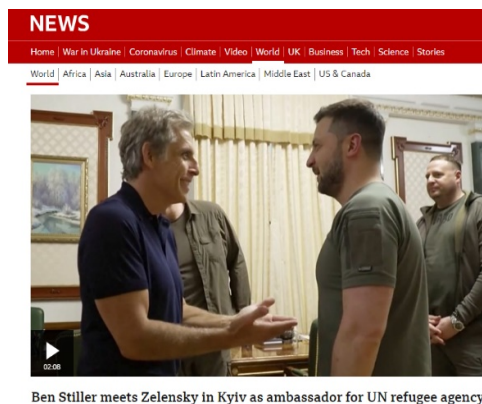 NEWS
Home War in Ukraine Coronavirus Climate Video World UK Business Tech Science Stories
World Africa Asia Australia Europe Latin America Middle East US & Canada
02:08
Ben Stiller meets Zelensky in Kyiv as ambassador for UN refugee agency